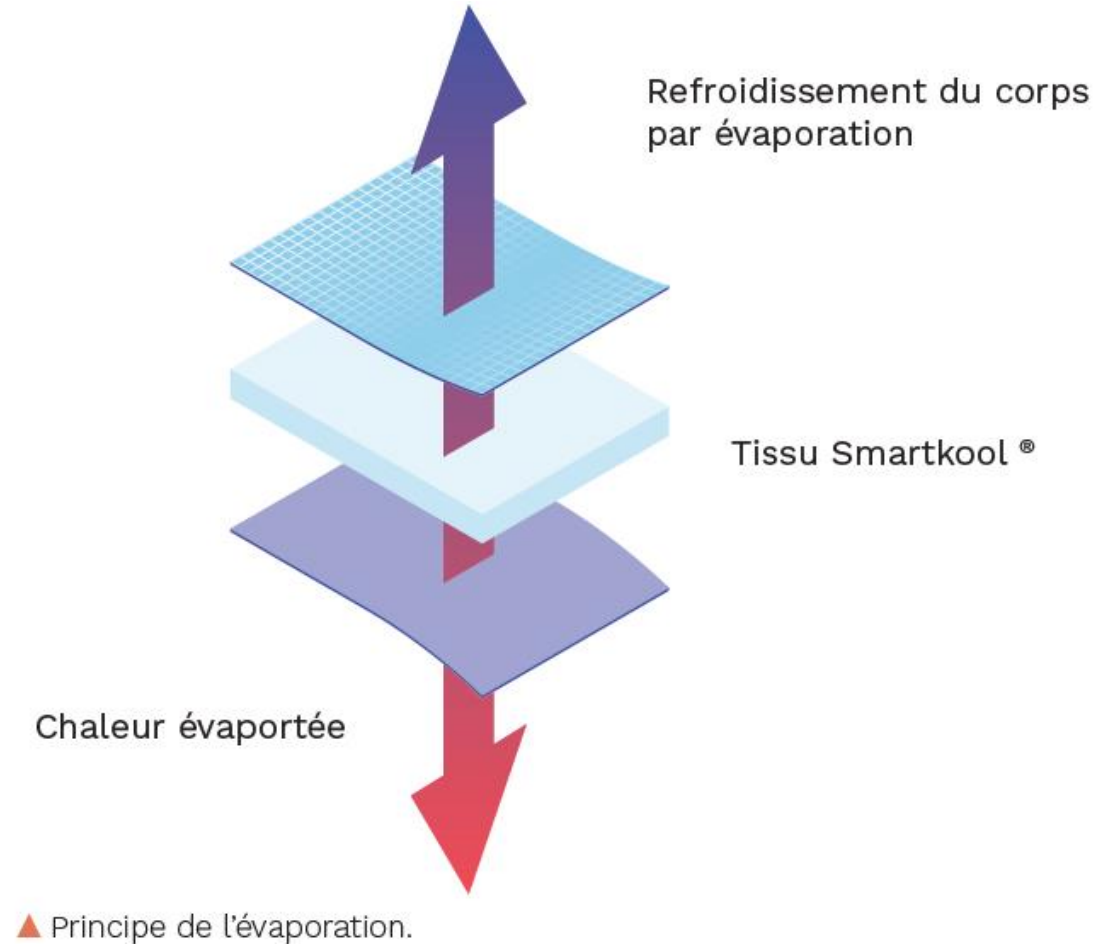 Refroidissement du corps
par évaporation
Tissu Smartkool ®
Chaleur évaportée
Principe de l’évaporation.